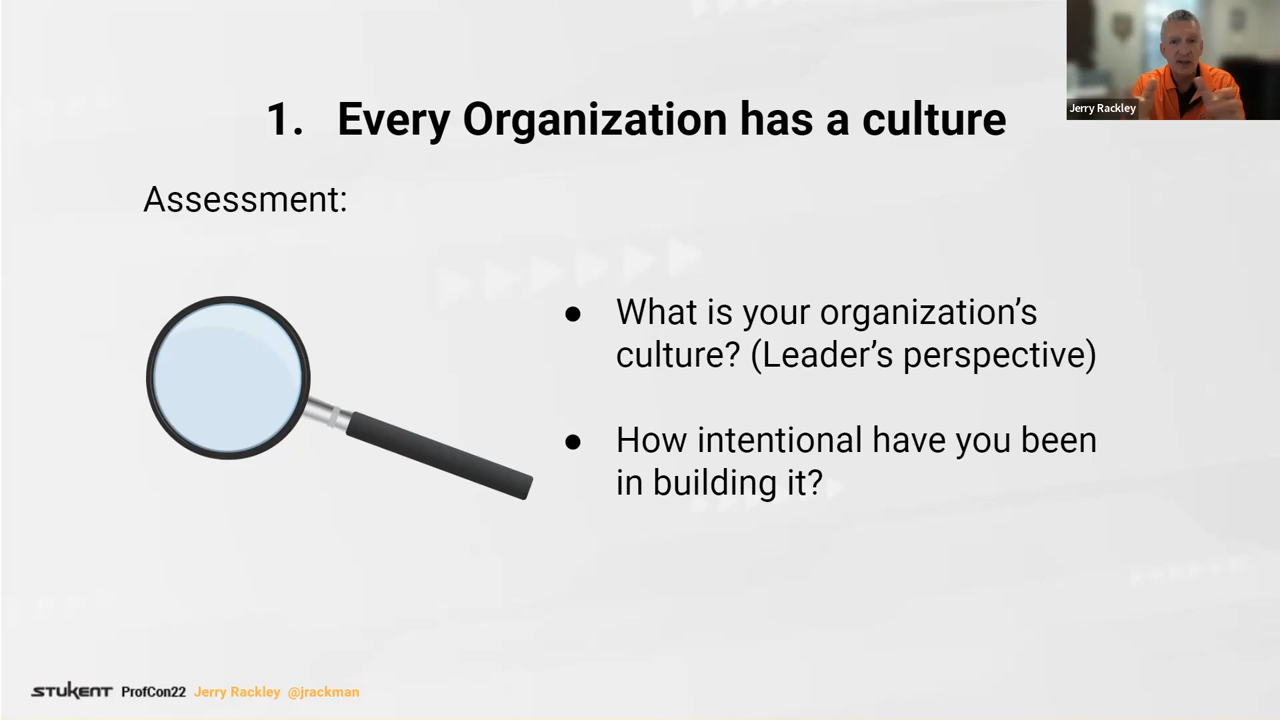 Jerry Rackley
1. Every Organization has a culture
Assessment:
● What is your organization’s
culture? (Leader’s perspective)
● How intentional have you been
in building it?
STUKENT ProfCon22 Jerry Rackley @jrackman